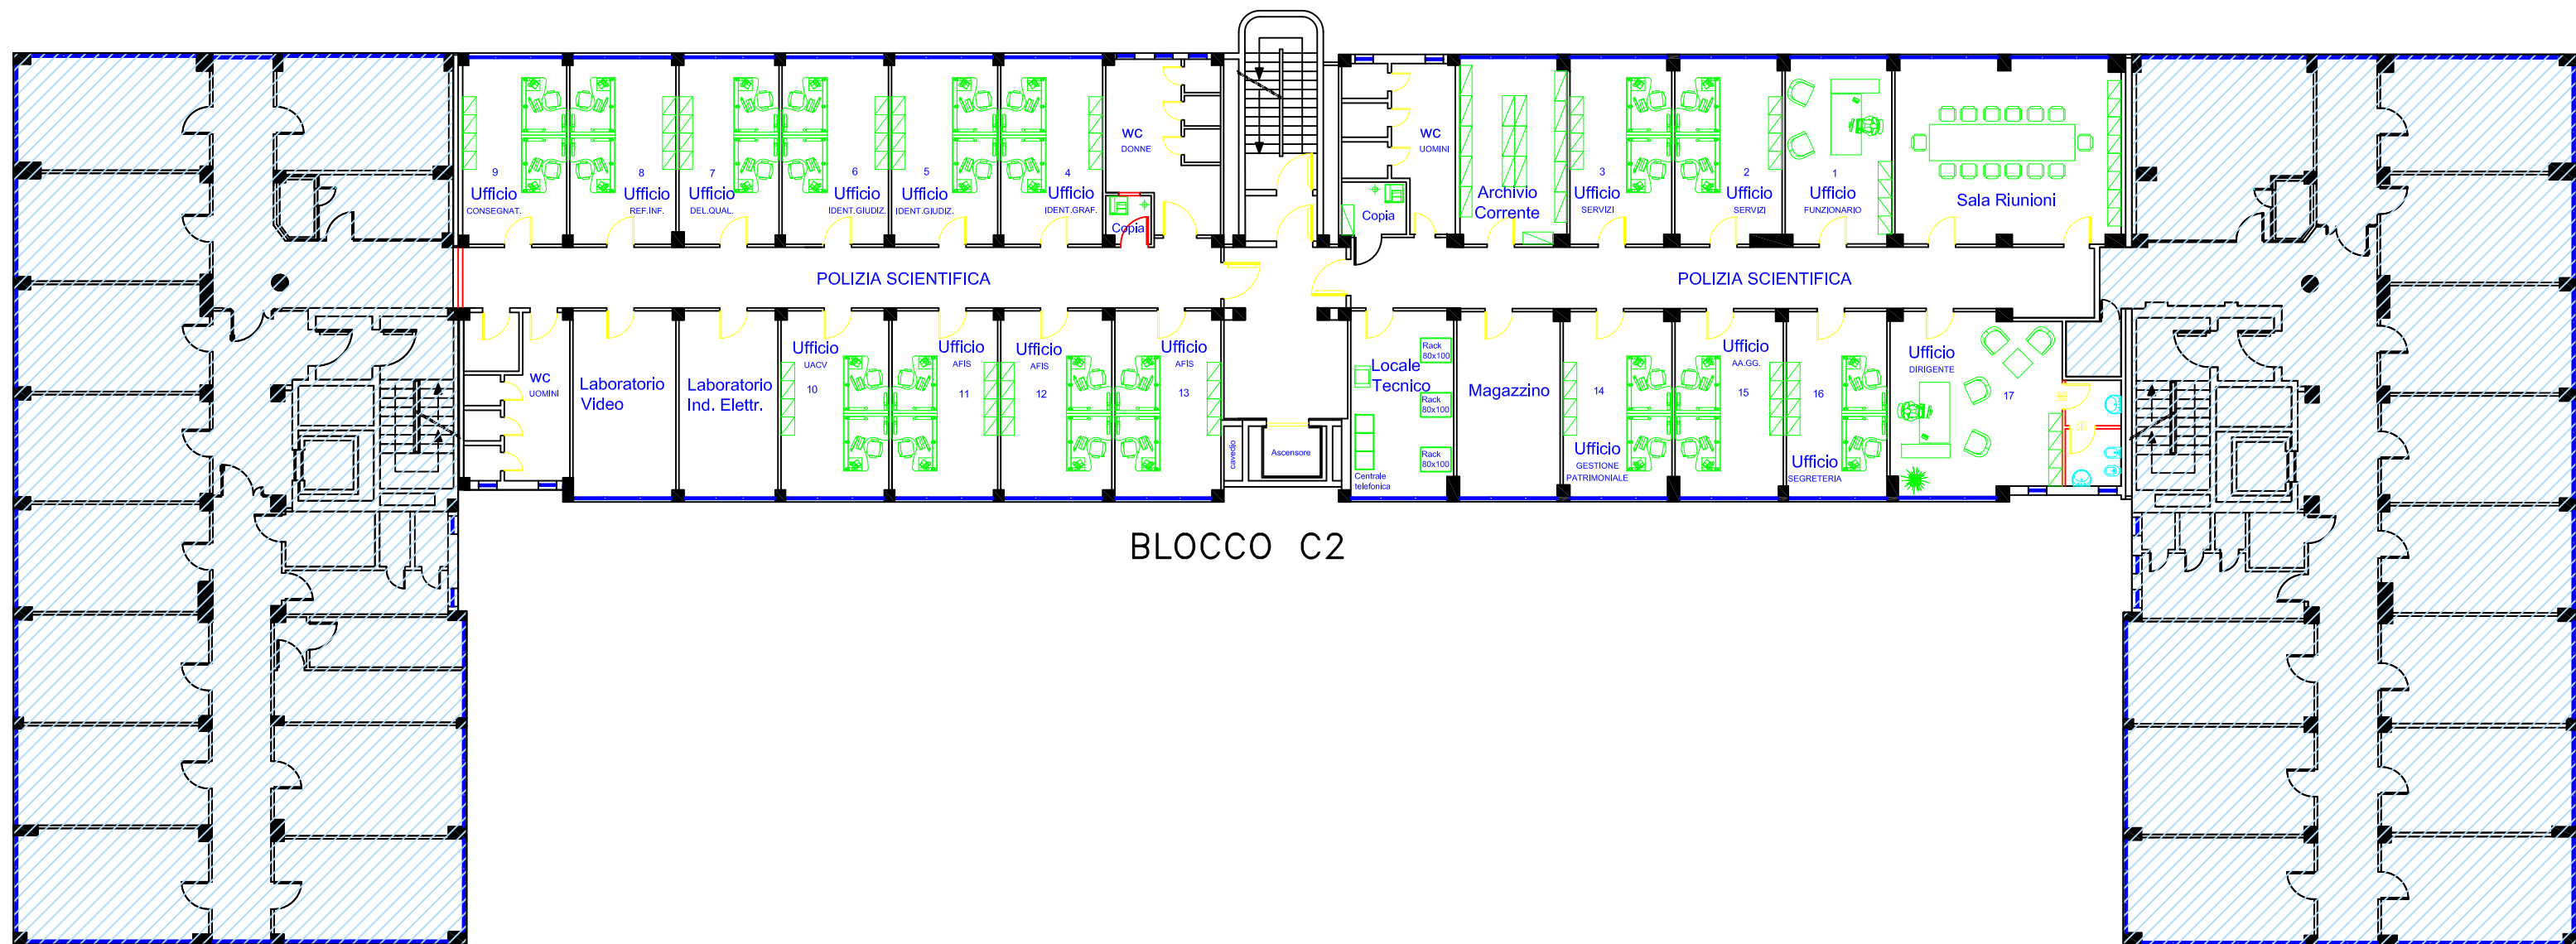 9
Ufficio
CONSEGNAT.
8
Ufficio
REF.INF.
7
Ufficio
DEL.QUAL.
6
Ufficio
IDENT.GIUDIZ.
5
Ufficio
IDENT.GIUDIZ.
4
Ufficio
IDENT.GRAF.
WC
DONNE
Copia
WC
UOMINI
Copia
Archivio
Corrente
3
Ufficio
SERVIZI
2
Ufficio
SERVIZI
1
Ufficio
FUNZIONARIO
Sala Riunioni
POLIZIA SCIENTIFICA
POLIZIA SCIENTIFICA
WC
UOMINI
Laboratorio
Video
Laboratorio
Ind. Elettr.
Ufficio
UACV
10
Ufficio
AFIS
11
Ufficio
AFIS
12
Ufficio
AFIS
13
cavedio
Ascensore
Locale
Tecnico
Rack
80x100
Rack
80x100
Rack
80x100
Centrale
telefonica
Magazzino
14
Ufficio
GESTIONE
PATRIMONIALE
Ufficio
AA.GG.
15
16
Ufficio
SEGRETERIA
Ufficio
DIRIGENTE
17
BLOCCO C2